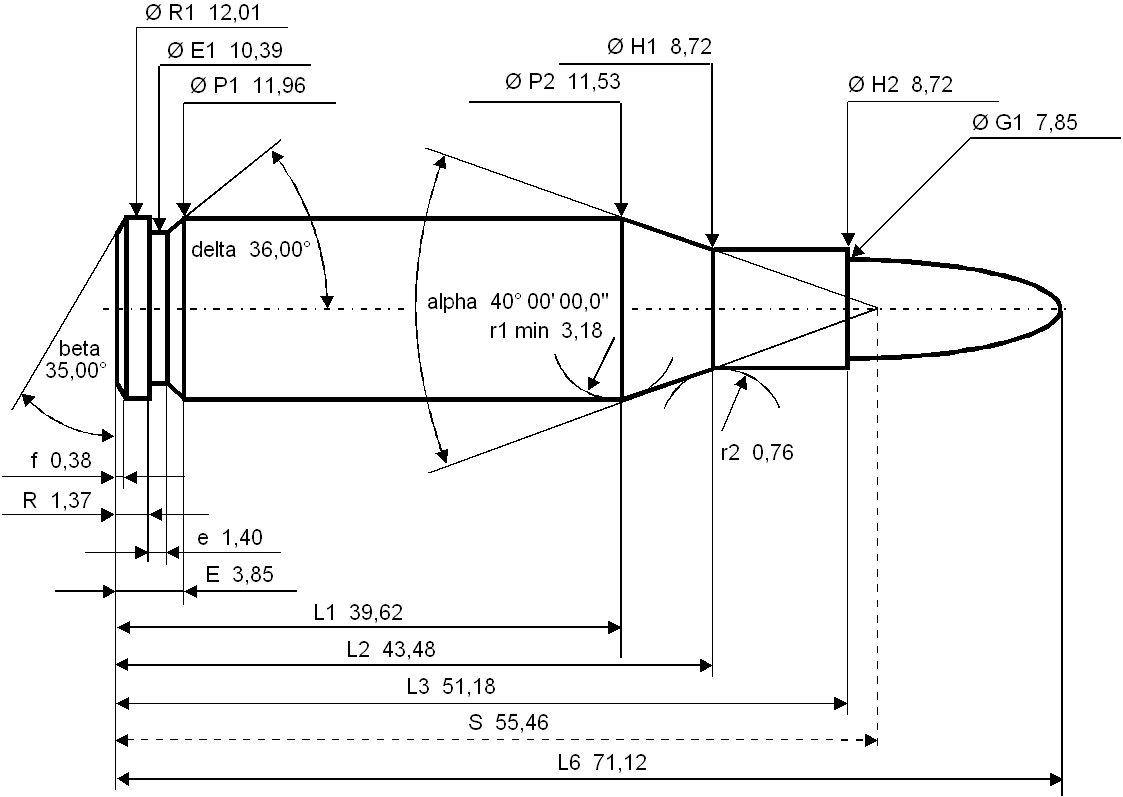 Ø R1 12,01
Ø E1 10,39
Ø P1 11,96
Ø H1 8,72
Ø P2 11,53
Ø H2 8,72
Ø G1 7,85
delta 36,00°
alpha 40° 00' 00,0"
r1 min 3,18
beta
35,00°
r2 0,76
f 0,38
R 1,37
e 1,40
E 3,85
L1 39,62
L2 43,48
L3 51,18
S 55,46
L6 71,12